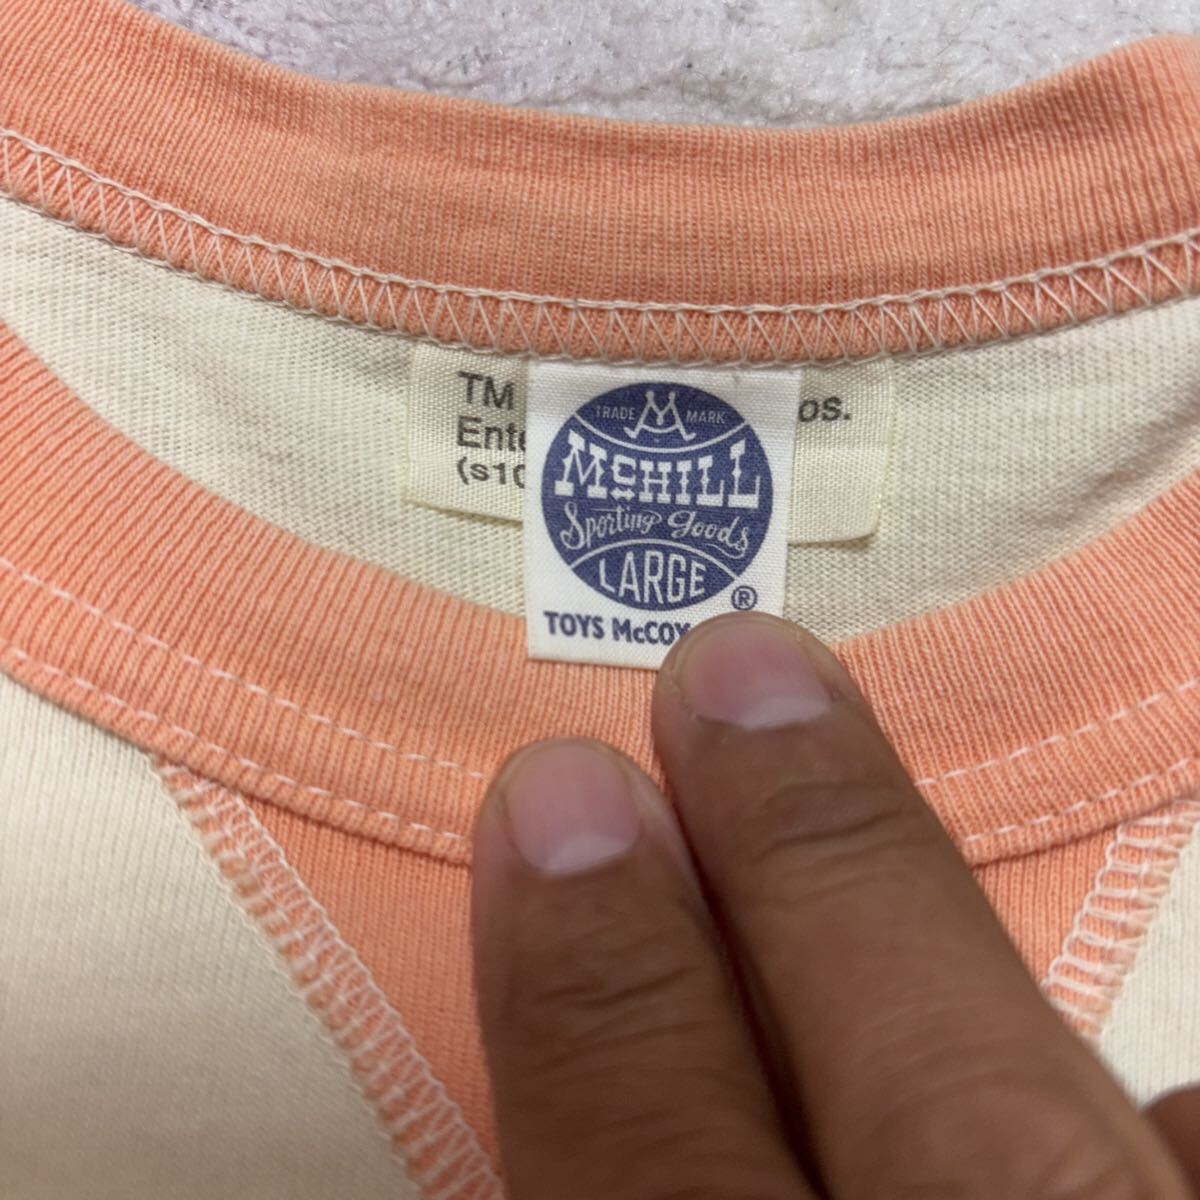 TM os.
Ente
(s10
TRADE M MARK
McHILL
Sporting goods
LARGE
®
TOYS McCOY